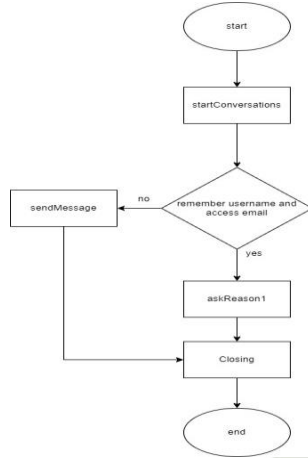 start
startConversations
remember username and
access email
no
sendMessage
yes
askReason1
Closing
end